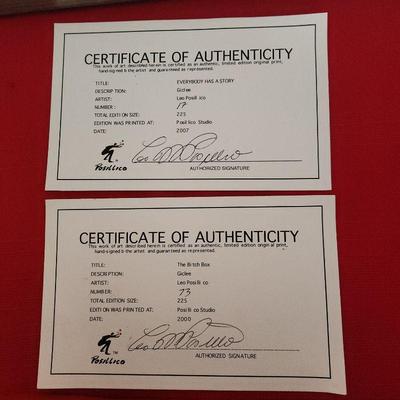 CERTIFICATE OF AUTHENTICITY
This work of art described herein is certified as an authentic, limited edition original print,
hand-signed b the artist and guaranteed as represented.
TITLE: EVERYBODY HAS A STORY
DESCRIPTION: Giclee
ARTIST: Leo Posillico
NUMBER: 17
TOTAL EDITION SIZE: 225
EDITION WAS PRINTED AT: Posillico Studio
DATE: 2007
Posillico
AUTHORIZED SIGNATURE
CERTIFICATE OF AUTHENTICITY
This work of art described herein is certified as an authentic, limited edition original print,
hand-signed b the artist and guaranteed as represented.
TITLE: The Bitch Box
DESCRIPTION: Giclee
ARTIST: Leo Posillico
NUMBER: 73
TOTAL EDITION SIZE: 225
EDITION WAS PRINTED AT: Posillico Studio
DATE: 2000
TM
Posillico
AUTHORIZED SIGNATURE